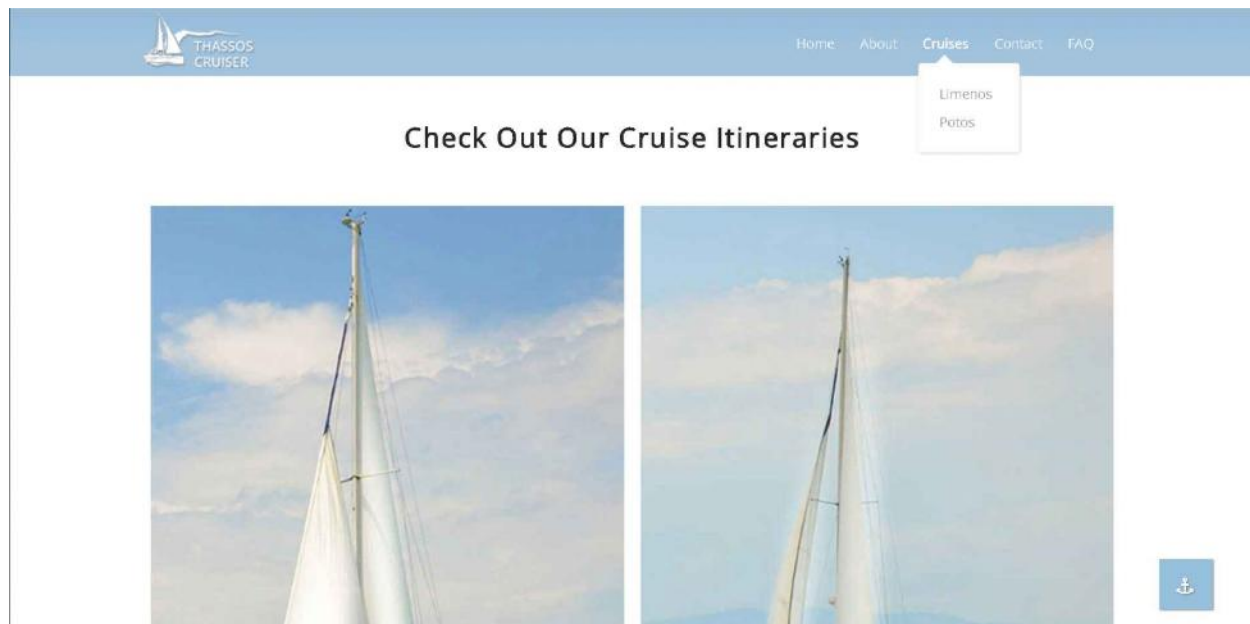 THASSOS
CRUISER
Home About Cruises Contact FAQ
Limenos
Potos
Check Out Our Cruise Itineraries